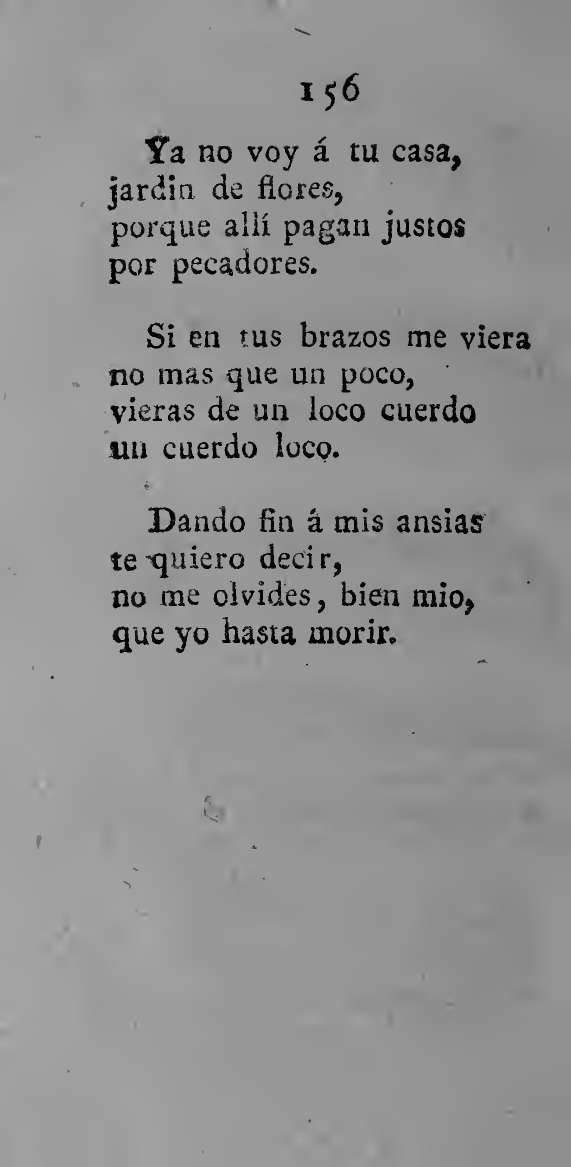 156
Ya no voy á tu casa,
jardin de flores,
porque allí pagan justos
por pecadores.
Si en tus brazos me viera
no mas que un poco,
vieras de un loco cuerdo
un cuerdo loco.
Dando fin á mis ansias
te quiero decir,
no me olvides, bien mio,
que yo hasta morir.